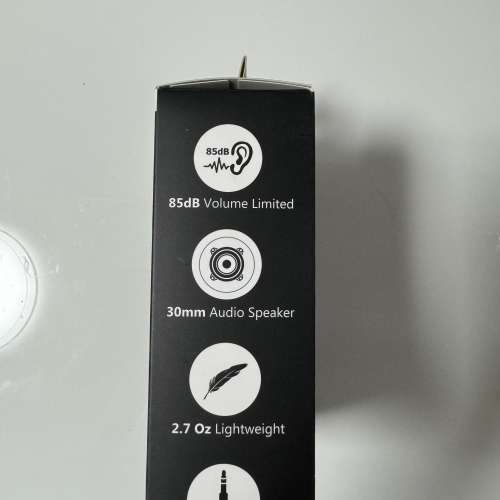 85dB
85dB Volume Limited
30mm Audio Speaker
2.7 Oz Lightweight